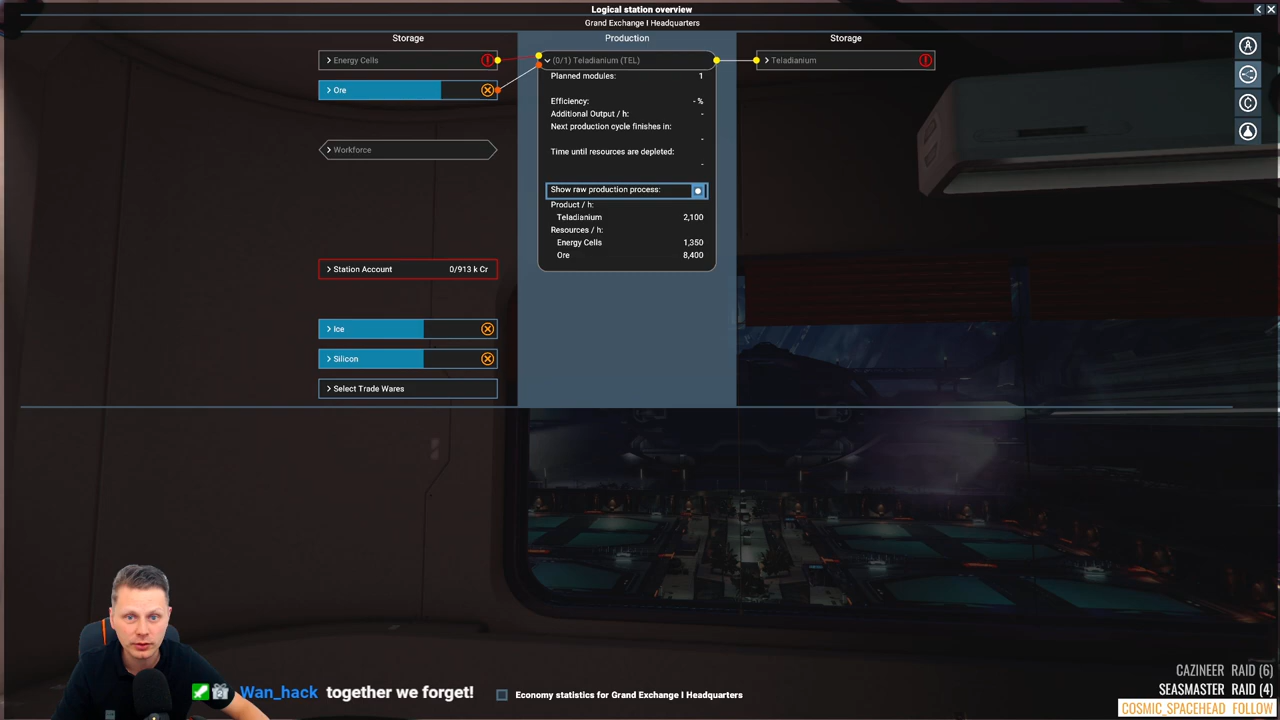 Logical station overview
Grand Exchange I Headquarters
Storage
Production
Storage
Energy Cells
(0/1) Teladianium (TEL)
Teladianium
Planned modules: 1
Ore
Efficiency: - %
Additional Output / h: -
Next production cycle finishes in:
-
Workforce
Time until resources are depleted:
-
Show raw production process:
Product / h:
Teladianium 2,100
Resources / h:
Energy Cells 1,350
Ore 8,400
Station Account 0/913 k Cr
Ice
Silicon
Select Trade Wares
CAZINEER RAID (6)
SEASMASTER RAID (4)
COSMIC_SPACEHEAD FOLLOW
Wan_hack together we forget!
Economy statistics for Grand Exchange I Headquarters